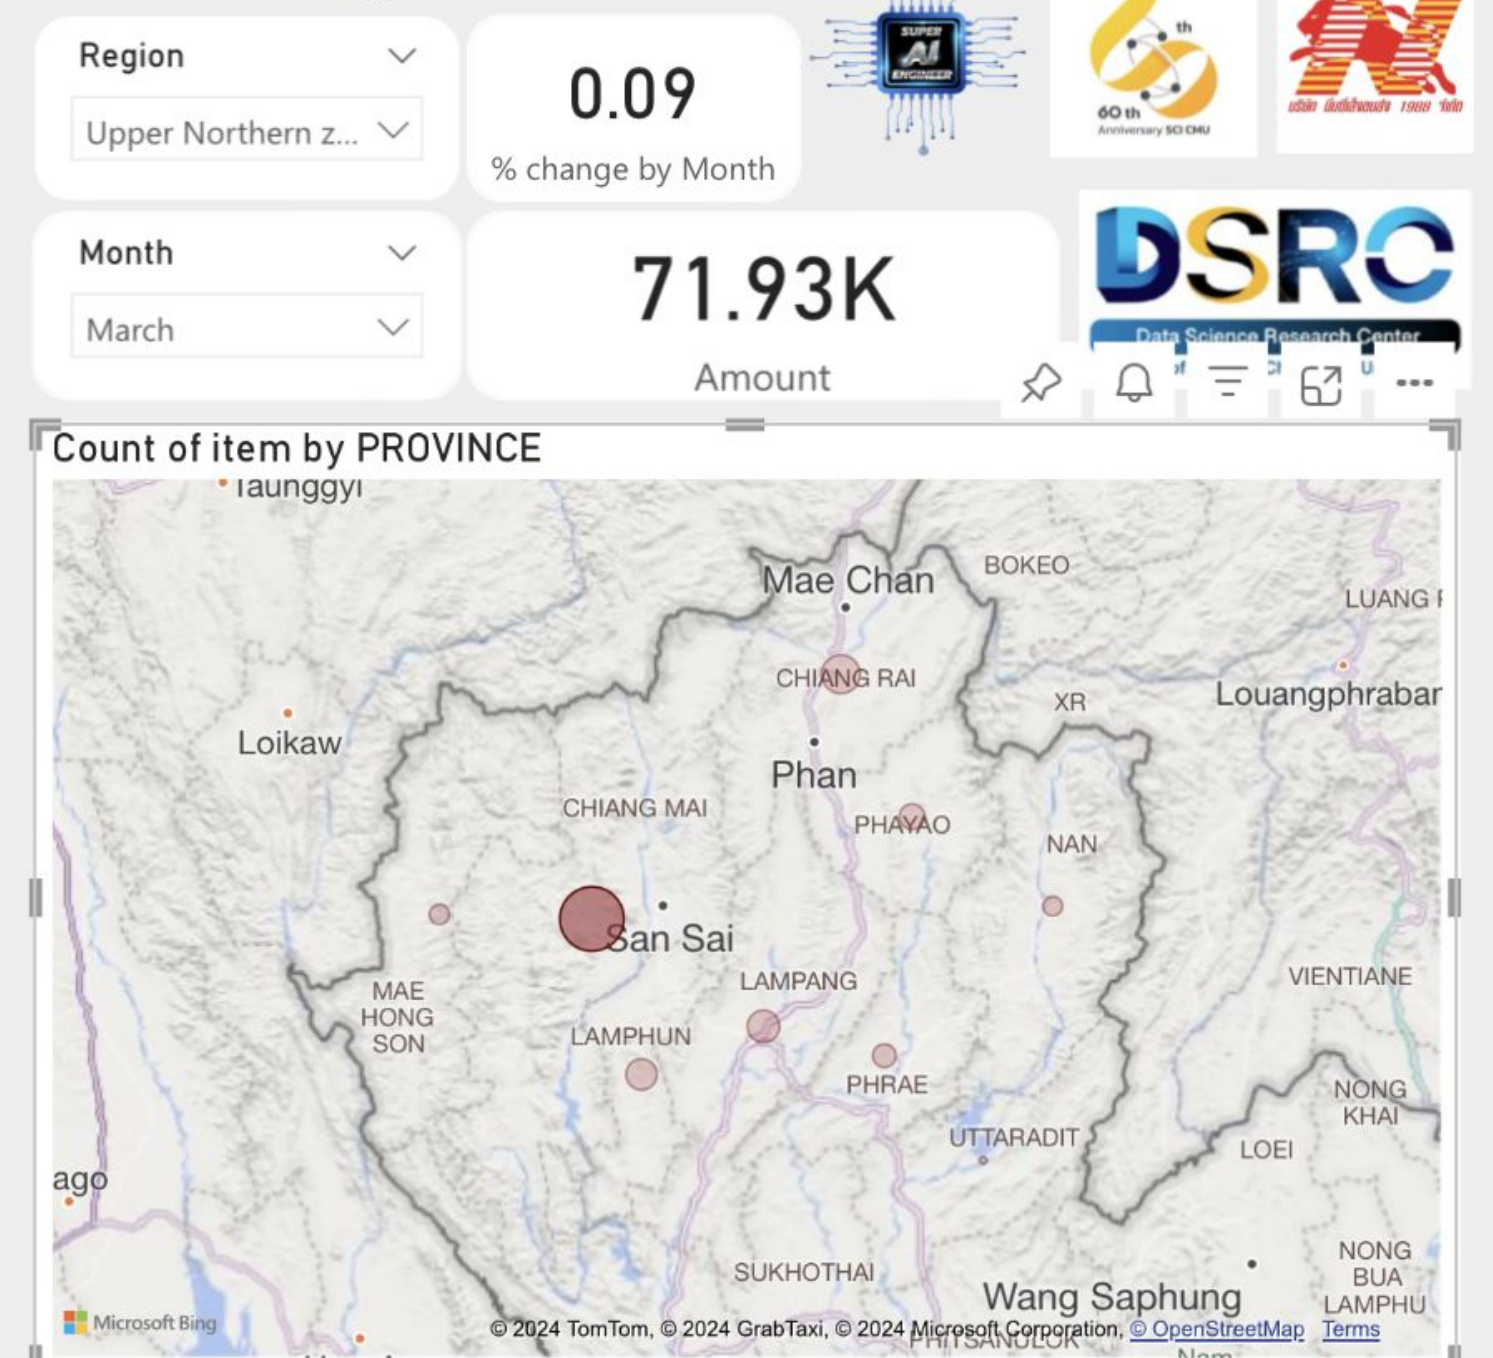 Region
Upper Northern z...
0.09
% change by Month
SUPER
AI
ENGINEER
th
60 th
Anniversary SCI CMU
N
1988
Month
March
71.93K
Amount
DSRC
Data Science Research Center
of
Count of item by PROVINCE
Taunggyi
Mae Chan
BOKEO
LUANG
CHIANG RAI
XR
Louangphrabar
Loikaw
Phan
CHIANG MAI
PHAYAO
NAN
San Sai
LAMPANG
VIENTIANE
MAE
HONG
SON
LAMPHUN
PHRAE
NONG
KHAI
UTTARADIT
LOEI
ago
SUKHOTHAI
NONG
BUA
LAMPHU
Wang Saphung
Microsoft Bing
© 2024 TomTom, © 2024 GrabTaxi, © 2024 Microsoft Corporation, © OpenStreetMap Terms
PHITSANULOK